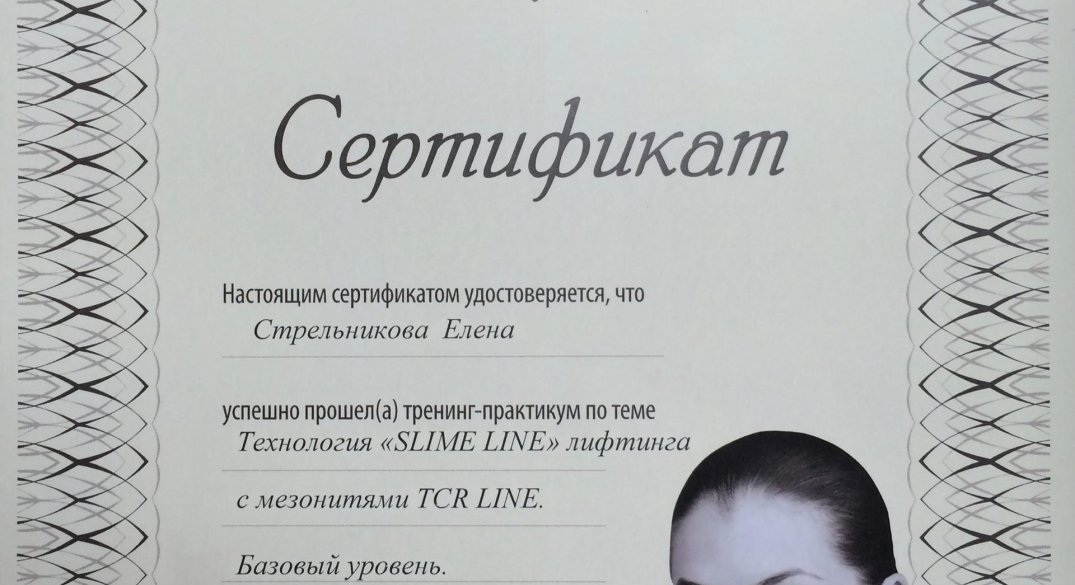 Сертификат
Настоящим сертификатом удостоверяется, что
Стрельникова Елена
успешно прошел(а) тренинг-практикум по теме
Технология «SLIME LINE» лифтинга
с мезонитями TCR LINE.
Базовый уровень.